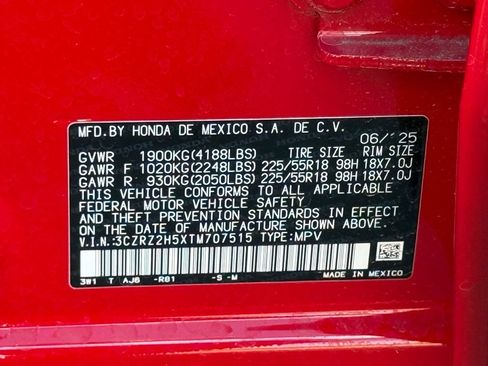 MFD.BY HONDA DE MEXICO S.A. DE C.V.
06/'25
GVWR 1900KG(4188LBS) TIRE SIZE RIM SIZE
GAWR F 1020KG(2248LBS) 225/55R18 98H 18X7.0J
GAWR R 930KG(2050LBS) 225/55R18 98H 18X7.0J
THIS VEHICLE CONFORMS TO ALL APPLICABLE
FEDERAL MOTOR VEHICLE SAFETY
AND THEFT PREVENTION STANDARDS IN EFFECT
ON THE DATE OF MANUFACTURE SHOWN ABOVE.
V.I.N:3CZRZ2H5XTM707515 TYPE:MPV
3W1 T AJ6 -R81 -S -M MADE IN MEXICO